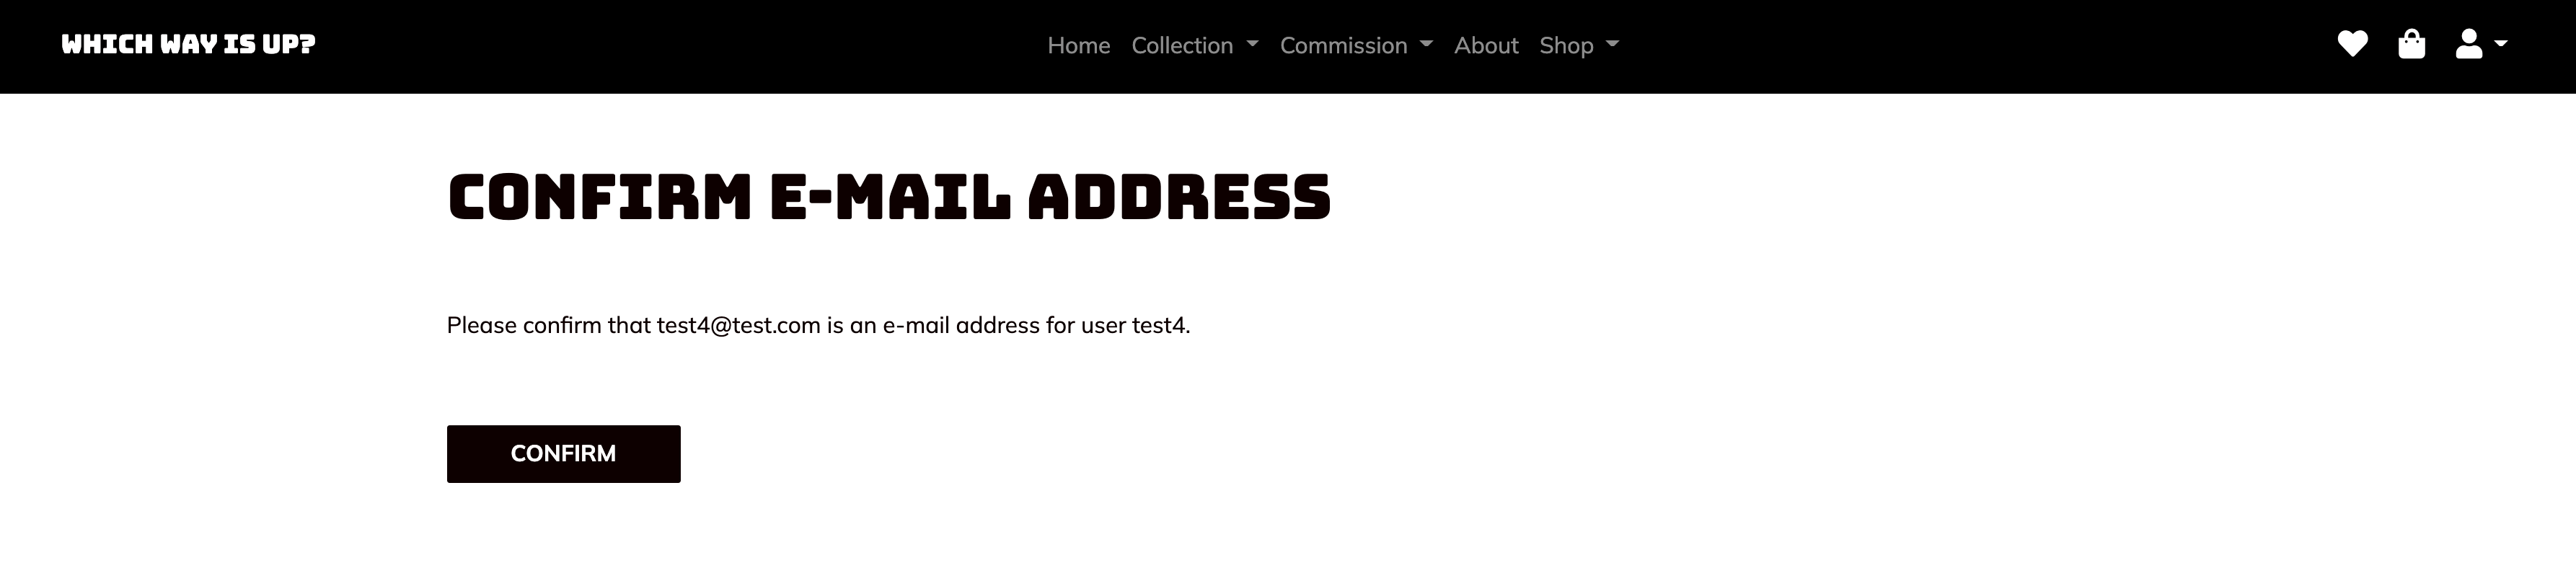 WHICH WAY IS UP?
Home Collection Commission About Shop
CONFIRM E-MAIL ADDRESS
Please confirm that test4@test.com is an e-mail address for user test4.
CONFIRM